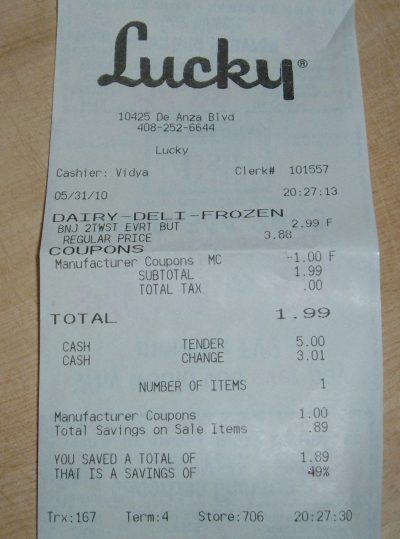 Lucky®
10425 De Anza Blvd
408-252-6644
Lucky
Cashier: Vidya Clerk# 101557
05/31/10 20:27:13
DAIRY-DELI-FROZEN
BNJ 2TWST EVRT BUT 2.99 F
REGULAR PRICE 3.88
COUPONS
Manufacturer Coupons MC -1.00 F
SUBTOTAL 1.99
TOTAL TAX .00
TOTAL 1.99
CASH TENDER 5.00
CASH CHANGE 3.01
NUMBER OF ITEMS 1
Manufacturer Coupons 1.00
Total Savings on Sale Items .89
YOU SAVED A TOTAL OF 1.89
THAT IS A SAVINGS OF 49%
Trx:167 Term:4 Store:706 20:27:30